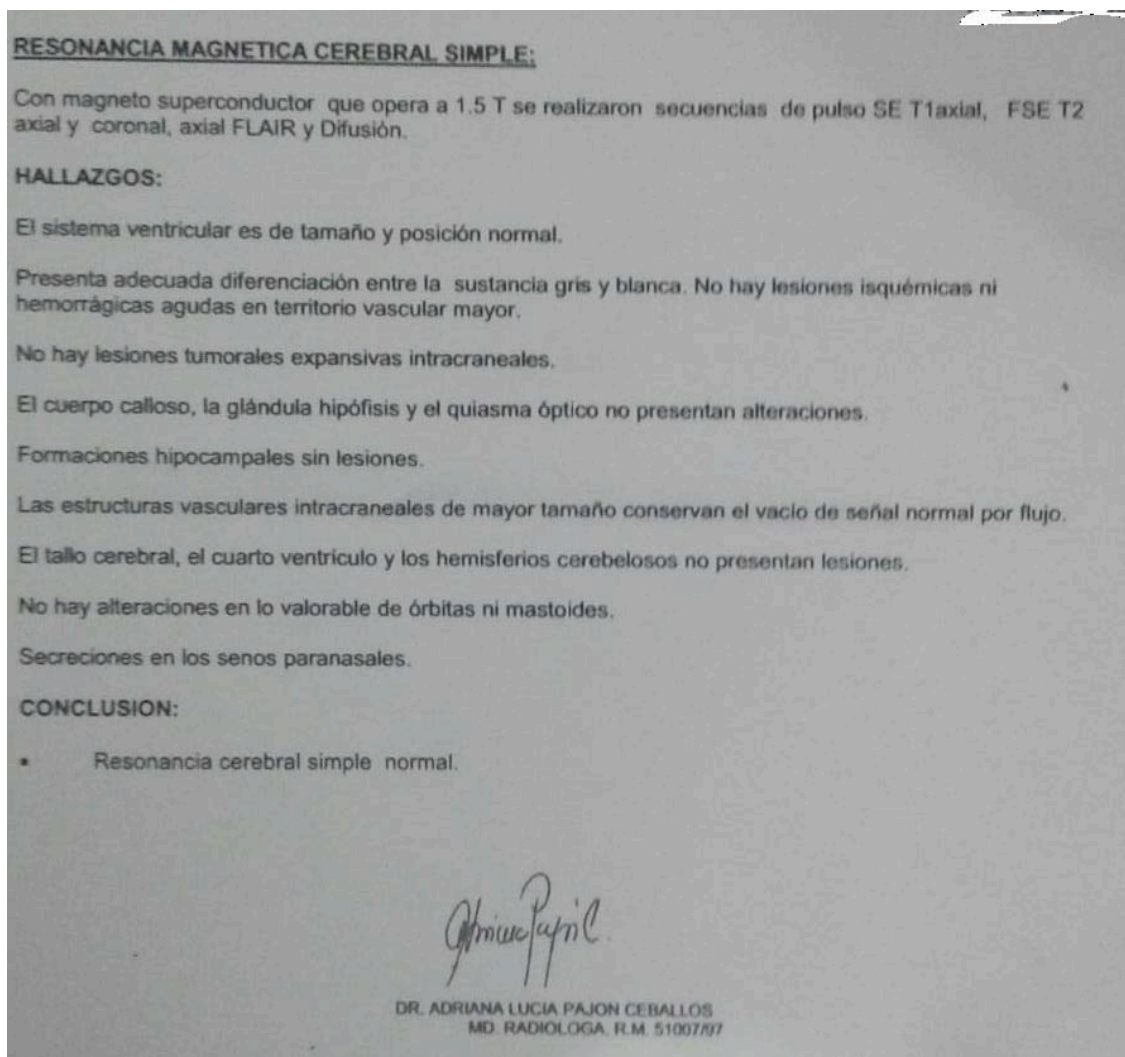 RESONANCIA MAGNETICA CEREBRAL SIMPLE:
Con magneto superconductor que opera a 1.5 T se realizaron secuencias de pulso SE T1axial, FSE T2
axial y coronal, axial FLAIR y Difusión.
HALLAZGOS:
El sistema ventricular es de tamaño y posición normal.
Presenta adecuada diferenciación entre la sustancia gris y blanca. No hay lesiones isquémicas ni
hemorrágicas agudas en territorio vascular mayor.
No hay lesiones tumorales expansivas intracraneales.
El cuerpo calloso, la glándula hipófisis y el quiasma óptico no presentan alteraciones.
Formaciones hipocampales sin lesiones.
Las estructuras vasculares intracraneales de mayor tamaño conservan el vacio de señal normal por flujo.
El tallo cerebral, el cuarto ventrículo y los hemisferios cerebelosos no presentan lesiones.
No hay alteraciones en lo valorable de órbitas ni mastoides.
Secreciones en los senos paranasales.
CONCLUSION:
• Resonancia cerebral simple normal.
DR. ADRIANA LUCIA PAJON CEBALLOS
MD. RADIOLOGA. R.M. 51007/97